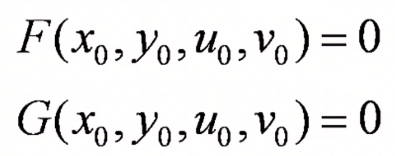 F(x₀, y₀, u₀, v₀) = 0
G(x₀, y₀, u₀, v₀) = 0